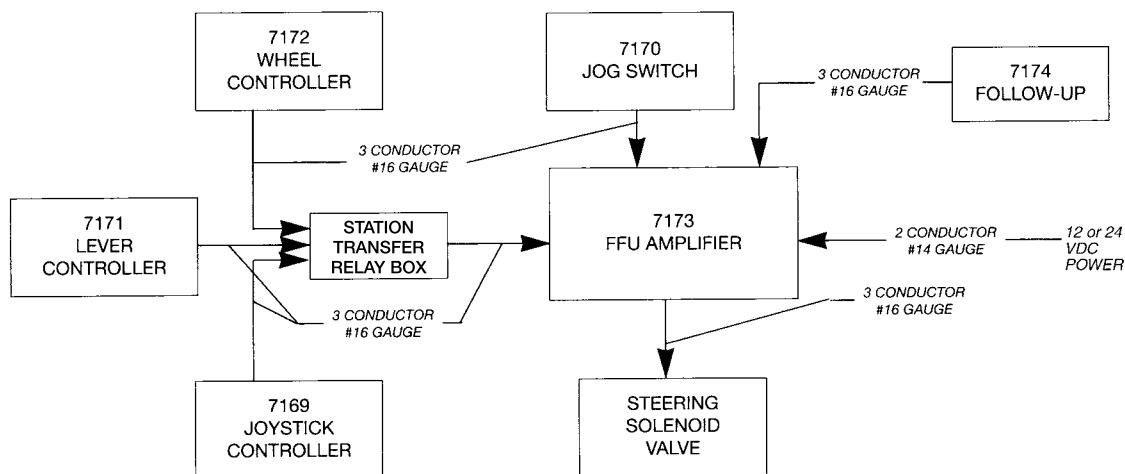 7172
WHEEL
CONTROLLER
7170
JOG SWITCH
3 CONDUCTOR
#16 GAUGE
7174
FOLLOW-UP
3 CONDUCTOR
#16 GAUGE
7171
LEVER
CONTROLLER
STATION
TRANSFER
RELAY BOX
7173
FFU AMPLIFIER
2 CONDUCTOR
#14 GAUGE
12 or 24
VDC
POWER
3 CONDUCTOR
#16 GAUGE
3 CONDUCTOR
#16 GAUGE
7169
JOYSTICK
CONTROLLER
STEERING
SOLENOID
VALVE